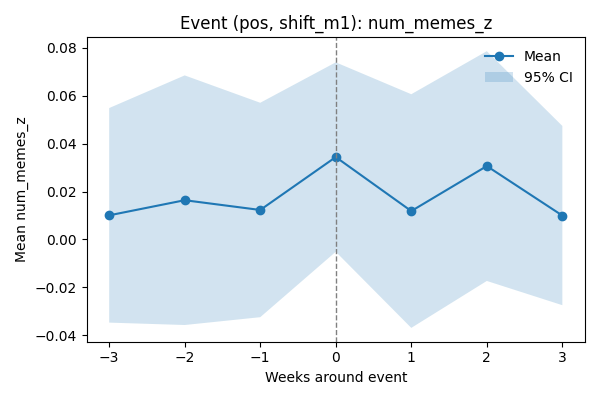 Event (pos, shift_m1): num_memes_z
Mean num_memes_z
0.08
0.06
0.04
0.02
0.00
−0.02
−0.04
Mean
95% CI
−3
−2
−1
0
1
2
3
Weeks around event